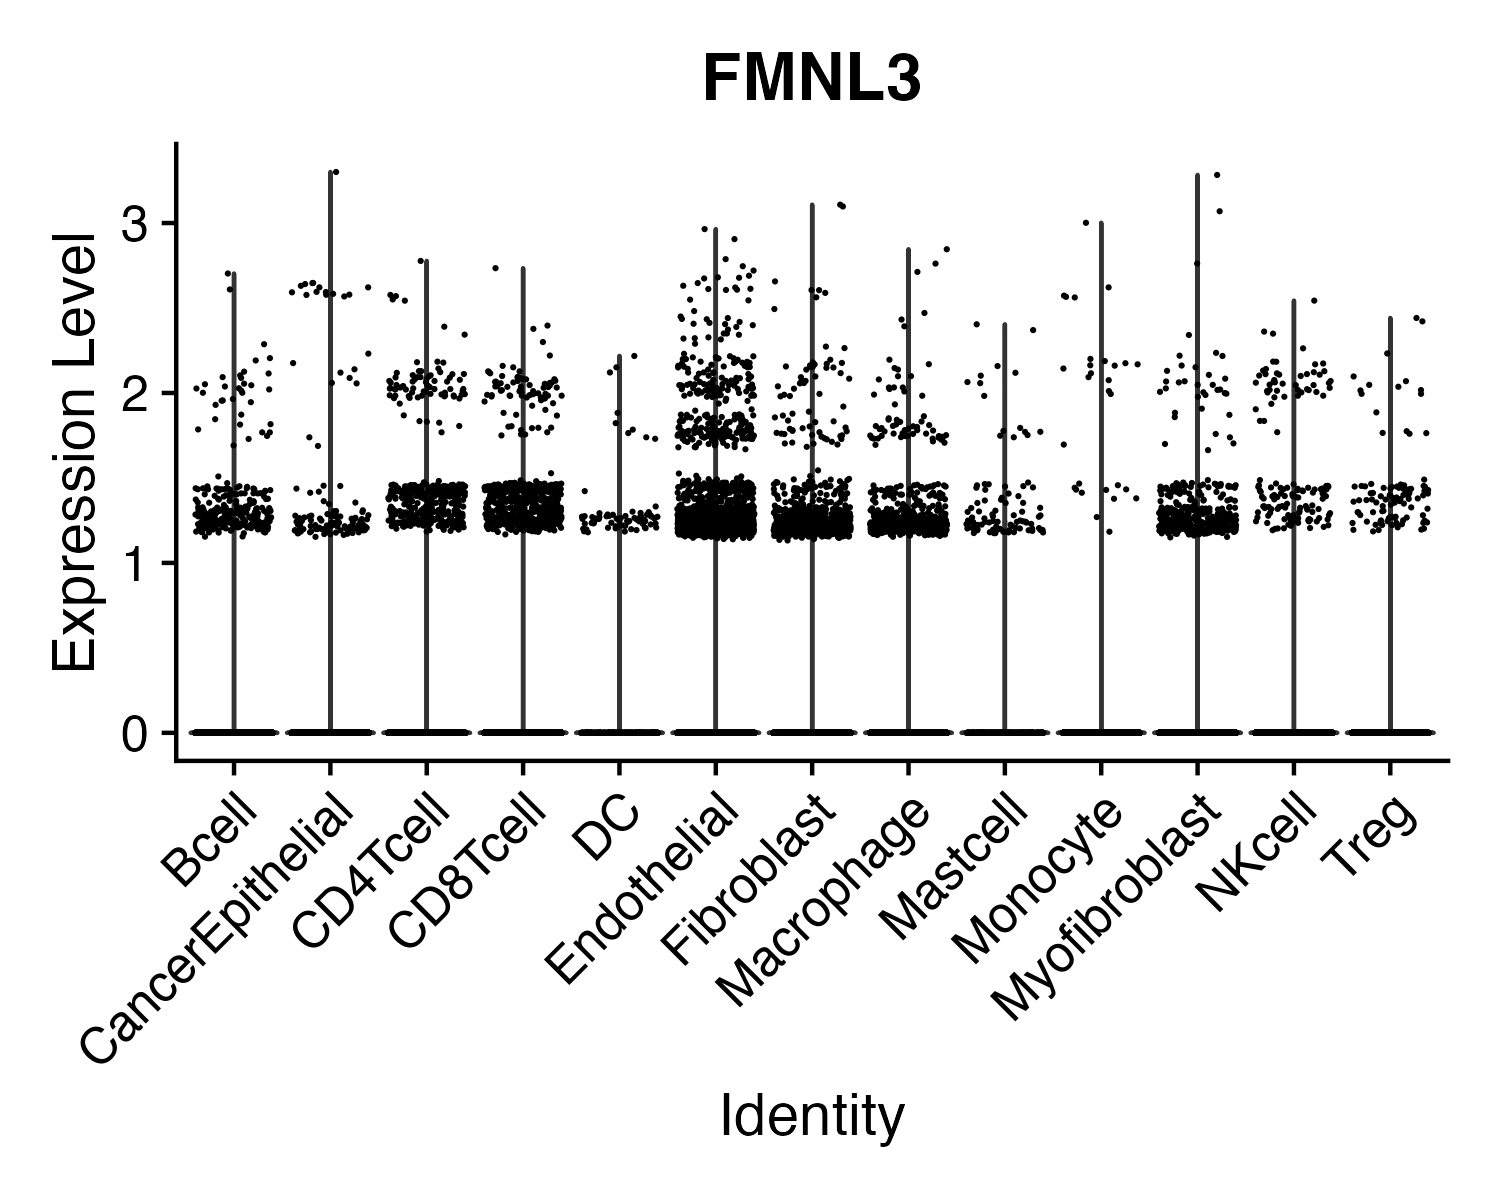 FMNL3
Expression Level
3
2
1
0
Bcell
CancerEpithelial
CD4Tcell
CD8Tcell
DC
Endothelial
Fibroblast
Macrophage
Mastcell
Monocyte
Myofibroblast
NKcell
Treg
Identity